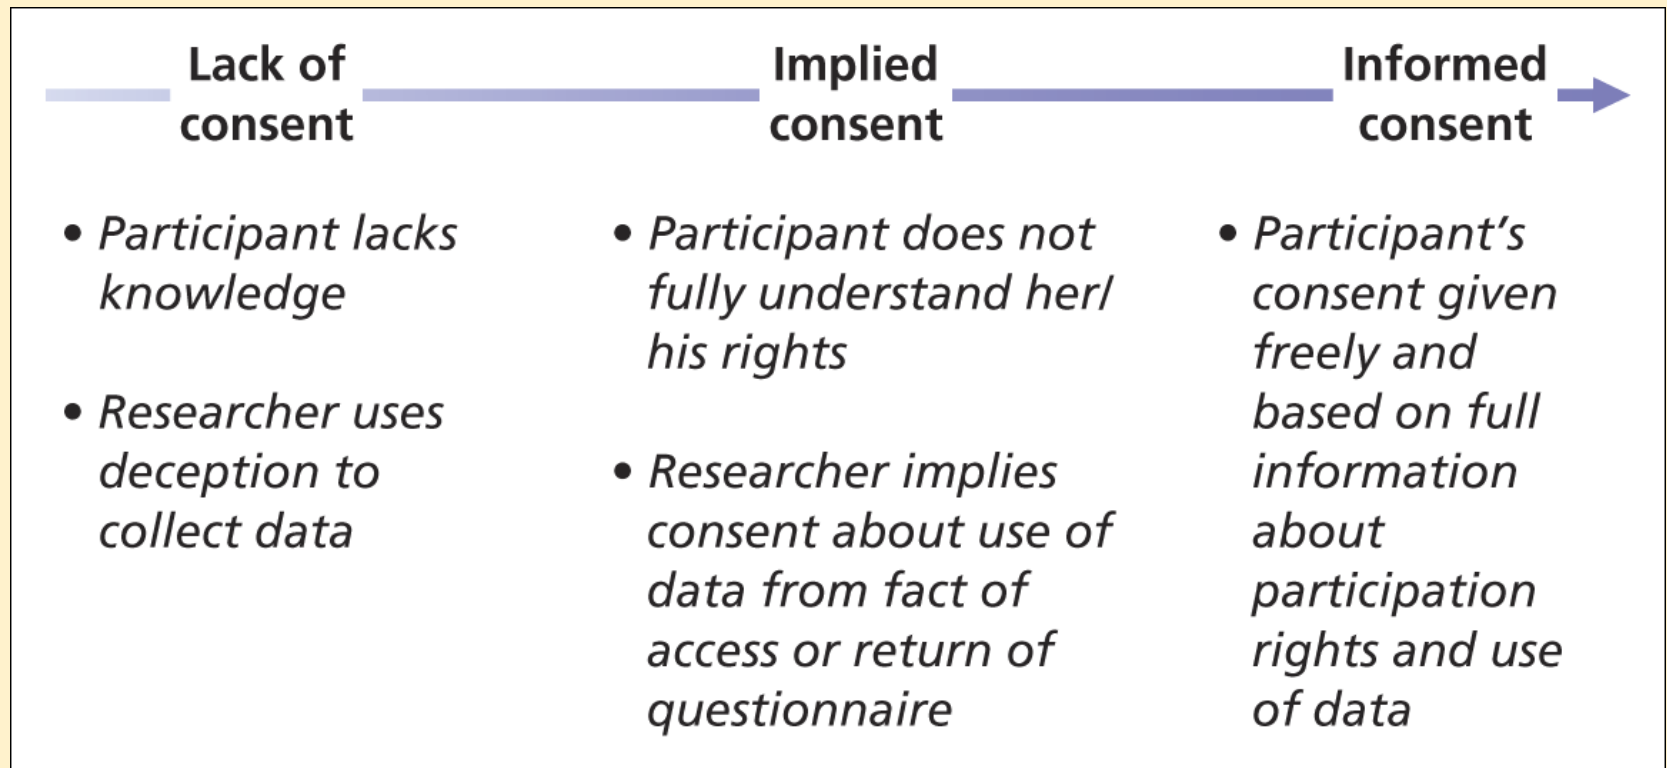 Lack of
consent
Implied
consent
Informed
consent
• Participant lacks
knowledge
• Researcher uses
deception to
collect data
• Participant does not
fully understand her/
his rights
• Researcher implies
consent about use of
data from fact of
access or return of
questionnaire
• Participant’s
consent given
freely and
based on full
information
about
participation
rights and use
of data